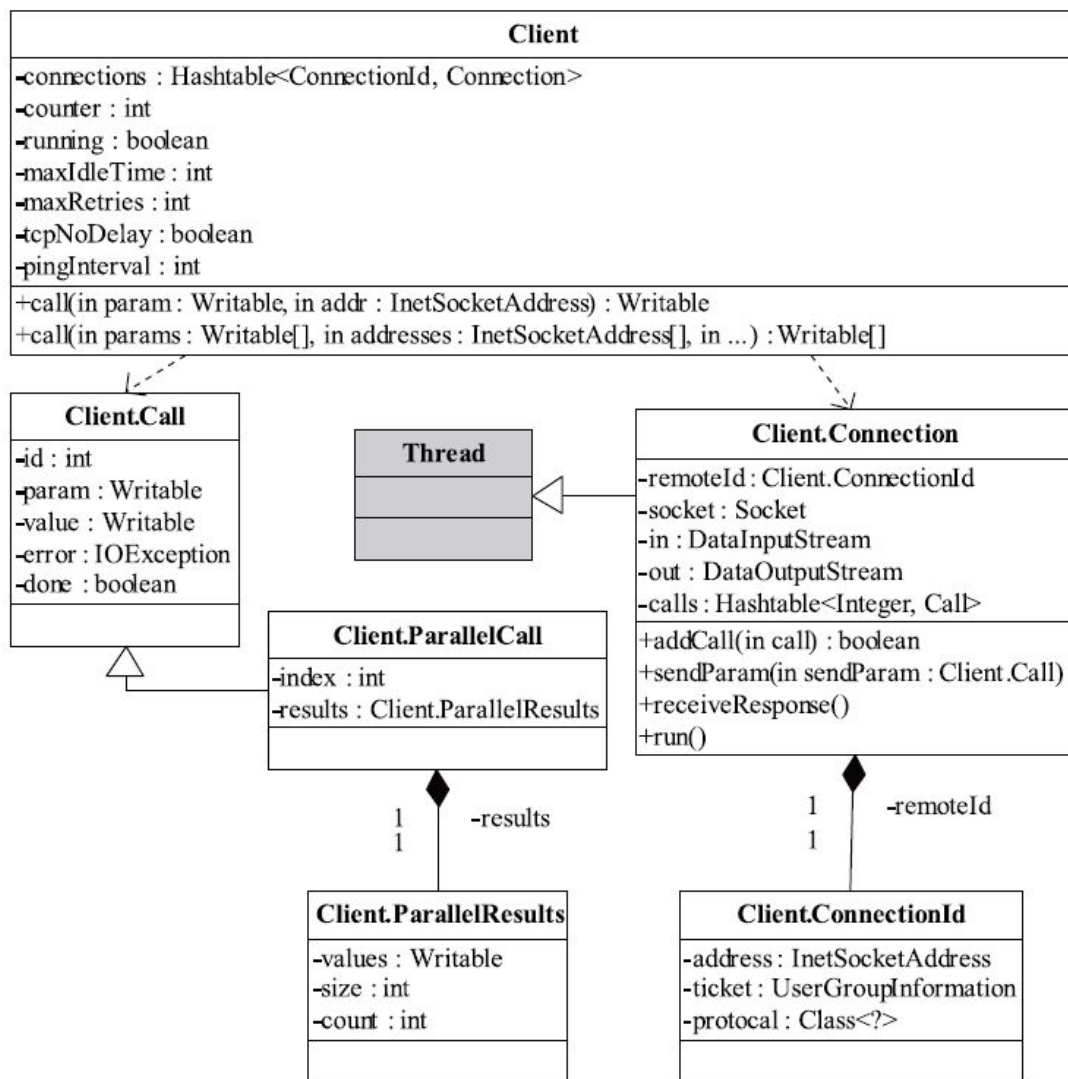 Client
-connections : Hashtable<ConnectionId, Connection>
-counter : int
-running : boolean
-maxIdleTime : int
-maxRetries : int
-tcpNoDelay : boolean
-pingInterval : int
+call(in param : Writable, in addr : InetSocketAddress) : Writable
+call(in params : Writable[], in addresses : InetSocketAddress[], in ...) : Writable[]
Client.Call
-id : int
-param : Writable
-value : Writable
-error : IOException
-done : boolean
Thread
Client.Connection
-remoteId : Client.ConnectionId
-socket : Socket
-in : DataInputStream
-out : DataOutputStream
-calls : Hashtable<Integer, Call>
+addCall(in call) : boolean
+sendParam(in sendParam : Client.Call)
+receiveResponse()
+run()
Client.ParallelCall
-index : int
-results : Client.ParallelResults
1
1
-results
1
1
-remoteId
Client.ParallelResults
-values : Writable
-size : int
-count : int
Client.ConnectionId
-address : InetSocketAddress
-ticket : UserGroupInformation
-protocal : Class<?>